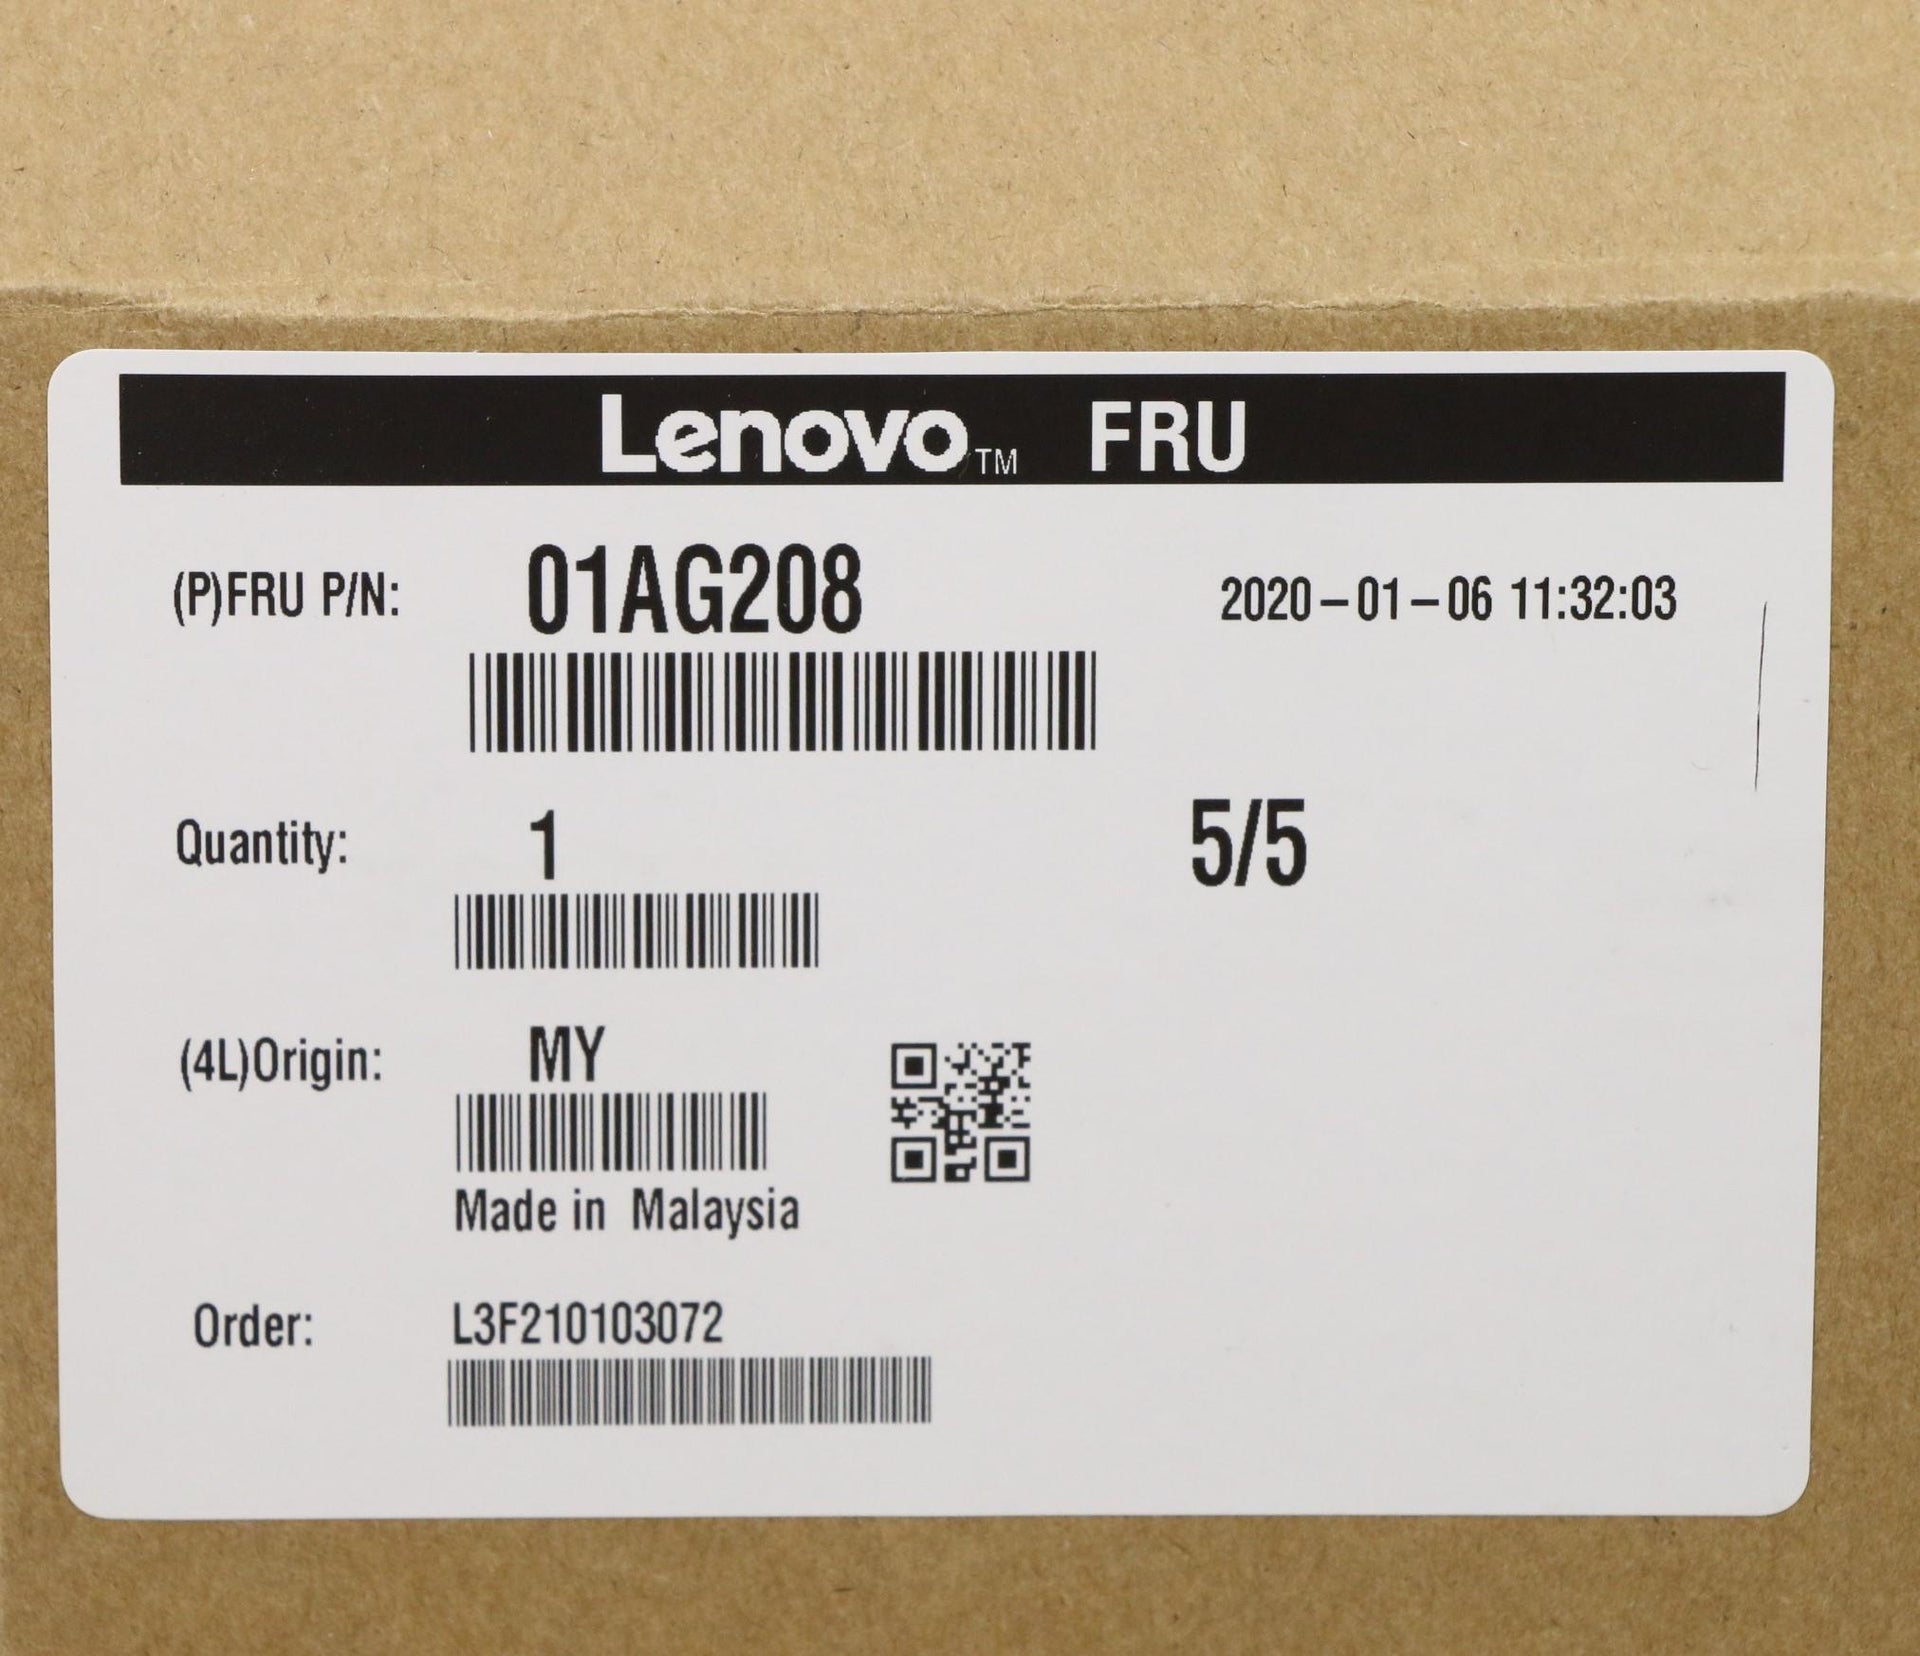 Lenovo™ FRU
(P)FRU P/N: 01AG208 2020-01-06 11:32:03
Quantity: 1 5/5
(4L)Origin: MY
Made in Malaysia
Order: L3F210103072